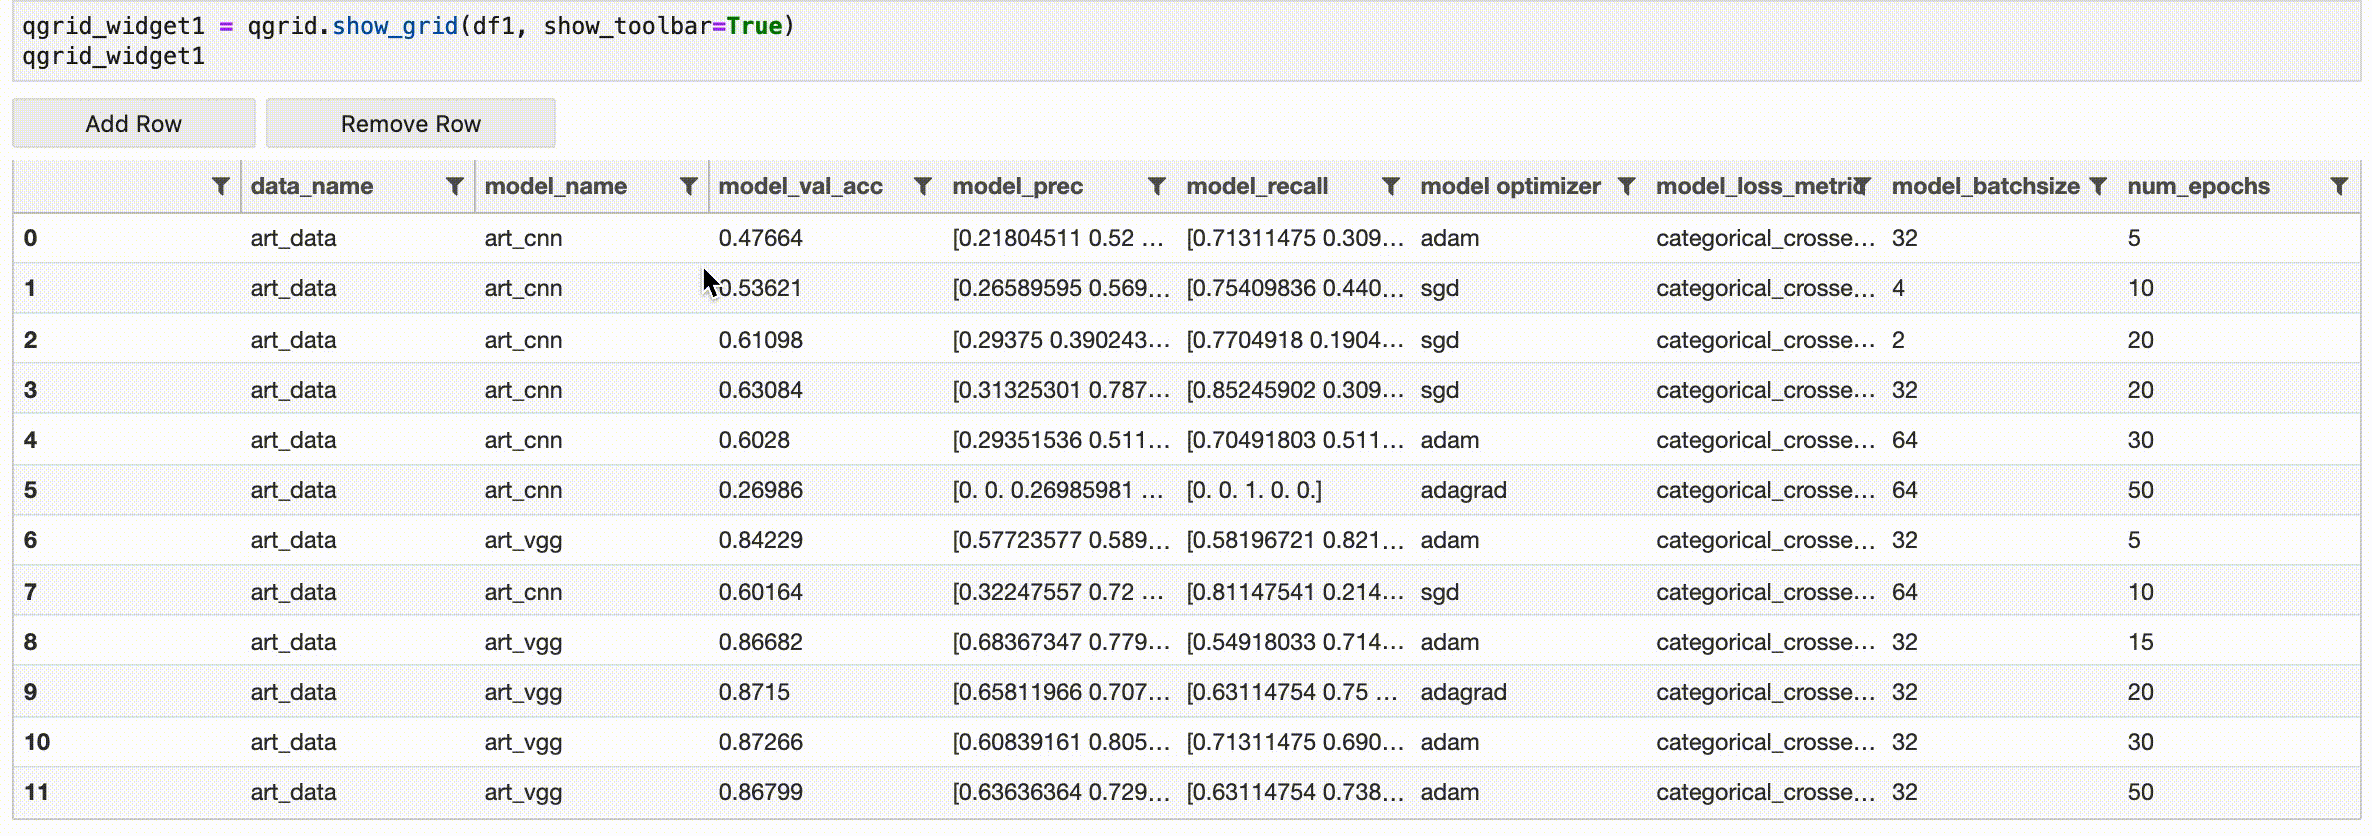 qgrid_widget1 = qgrid.show_grid(df1, show_toolbar=True)
qgrid_widget1
Add Row Remove Row
data_name model_name model_val_acc model_prec model_recall model optimizer model_loss_metric model_batchsize num_epochs
0 art_data art_cnn 0.47664 [0.21804511 0.52 ... [0.71311475 0.309... adam categorical_crosse... 32 5
1 art_data art_cnn 0.53621 [0.26589595 0.569... [0.75409836 0.440... sgd categorical_crosse... 4 10
2 art_data art_cnn 0.61098 [0.29375 0.390243... [0.7704918 0.1904... sgd categorical_crosse... 2 20
3 art_data art_cnn 0.63084 [0.31325301 0.787... [0.85245902 0.309... sgd categorical_crosse... 32 20
4 art_data art_cnn 0.6028 [0.29351536 0.511... [0.70491803 0.511... adam categorical_crosse... 64 30
5 art_data art_cnn 0.26986 [0. 0. 0.26985981 ... [0. 0. 1. 0. 0.] adagrad categorical_crosse... 64 50
6 art_data art_vgg 0.84229 [0.57723577 0.589... [0.58196721 0.821... adam categorical_crosse... 32 5
7 art_data art_cnn 0.60164 [0.32247557 0.72 ... [0.81147541 0.214... sgd categorical_crosse... 64 10
8 art_data art_vgg 0.86682 [0.68367347 0.779... [0.54918033 0.714... adam categorical_crosse... 32 15
9 art_data art_vgg 0.8715 [0.65811966 0.707... [0.63114754 0.75 ... adagrad categorical_crosse... 32 20
10 art_data art_vgg 0.87266 [0.60839161 0.805... [0.71311475 0.690... adam categorical_crosse... 32 30
11 art_data art_vgg 0.86799 [0.63636364 0.729... [0.63114754 0.738... adam categorical_crosse... 32 50